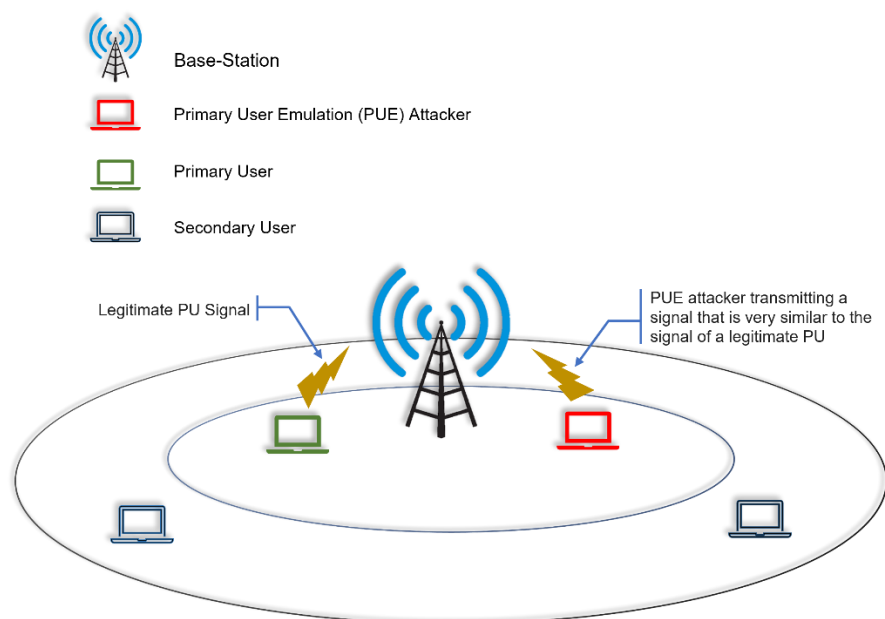 Base-Station
Primary User Emulation (PUE) Attacker
Primary User
Secondary User
Legitimate PU Signal
PUE attacker transmitting a
signal that is very similar to the
signal of a legitimate PU